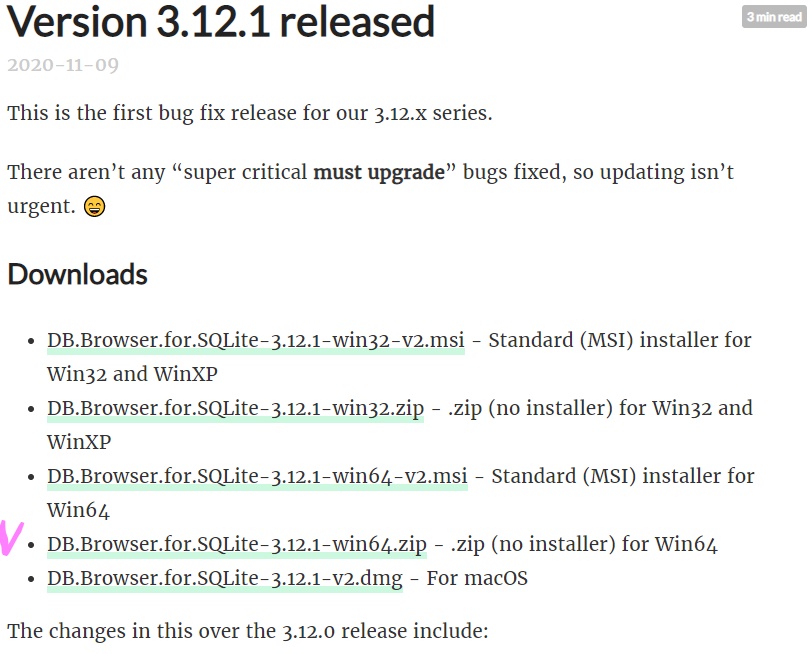 Version 3.12.1 released
3 min read
2020-11-09
This is the first bug fix release for our 3.12.x series.
There aren’t any “super critical must upgrade” bugs fixed, so updating isn’t
urgent. 😄
Downloads
• DB.Browser.for.SQLite-3.12.1-win32-v2.msi - Standard (MSI) installer for
Win32 and WinXP
• DB.Browser.for.SQLite-3.12.1-win32.zip - .zip (no installer) for Win32 and
WinXP
• DB.Browser.for.SQLite-3.12.1-win64-v2.msi - Standard (MSI) installer for
Win64
• DB.Browser.for.SQLite-3.12.1-win64.zip - .zip (no installer) for Win64
• DB.Browser.for.SQLite-3.12.1-v2.dmg - For macOS
The changes in this over the 3.12.0 release include: